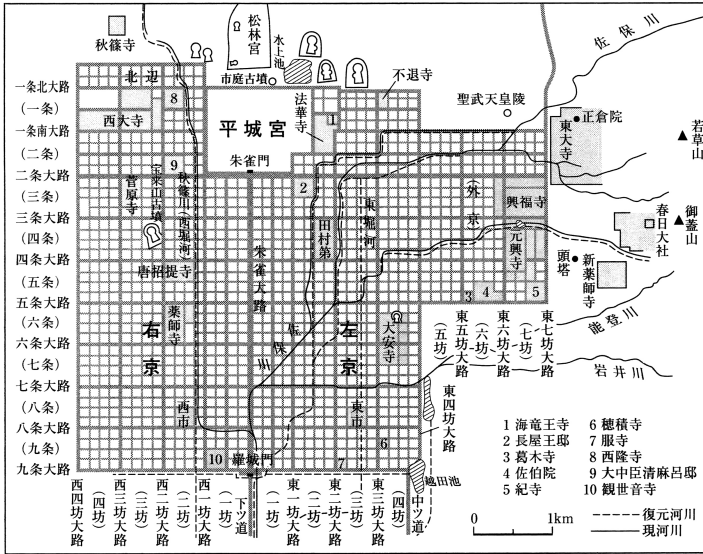 秋篠寺
松林宮
水上池
市庭古墳
不退寺
佐保川
北辺
一条北大路
（一条）
一条南大路
（二条）
二条大路
（三条）
三条大路
（四条）
四条大路
（五条）
五条大路
（六条）
六条大路
（七条）
七条大路
（八条）
八条大路
（九条）
九条大路
西大寺
8
平城宮
朱雀門
法華寺
1
聖武天皇陵
正倉院
東大寺
若草山
9
2
菅原寺
宝来山古墳
秋篠川（西堀河）
朱雀大路
田村第
東堀河
（外京）
興福寺
元興寺
春日大社
御蓋山
頭塔
新薬師寺
唐招提寺
薬師寺
右京
左京
佐保川
大安寺
3
4
5
能登川
岩井川
西市
東市
6
7
10
羅城門
越田池
（五坊）
東五坊大路
（六坊）
東六坊大路
（七坊）
東七坊大路
東四坊大路
西四坊大路
（四坊）
西三坊大路
（三坊）
西二坊大路
（二坊）
西一坊大路
（一坊）
下ツ道
（一坊）
東一坊大路
（二坊）
東二坊大路
（三坊）
東三坊大路
（四坊）
中ツ道
1 海竜王寺
2 長屋王邸
3 葛木寺
4 佐伯院
5 紀寺
6 穂積寺
7 服寺
8 西隆寺
9 大中臣清麻呂邸
10 観世音寺
0 1km
復元河川
現河川